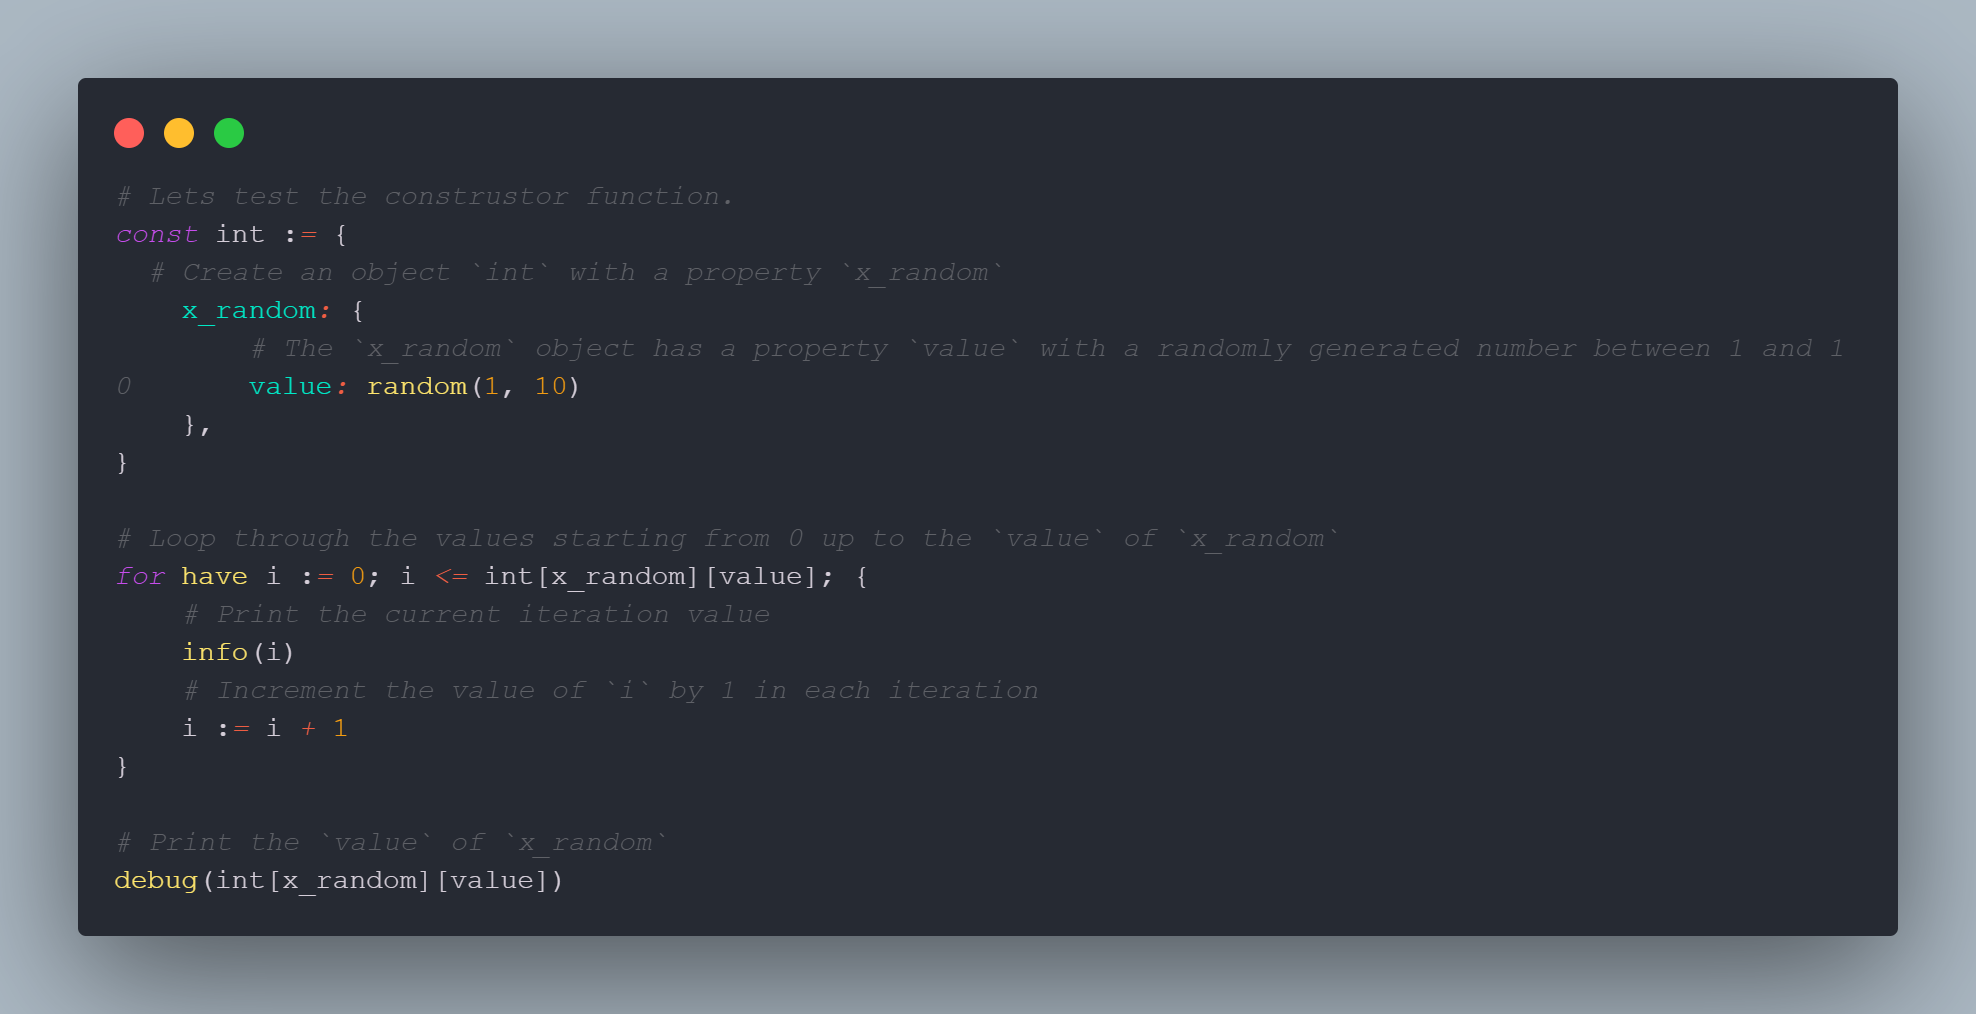 # Lets test the construstor function.
const int := {
  # Create an object `int` with a property `x_random`
    x_random: {
        # The `x_random` object has a property `value` with a randomly generated number between 1 and 1
0       value: random(1, 10)
    },
}

# Loop through the values starting from 0 up to the `value` of `x_random`
for have i := 0; i <= int[x_random][value]; {
    # Print the current iteration value
    info(i)
    # Increment the value of `i` by 1 in each iteration
    i := i + 1
}

# Print the `value` of `x_random`
debug(int[x_random][value])